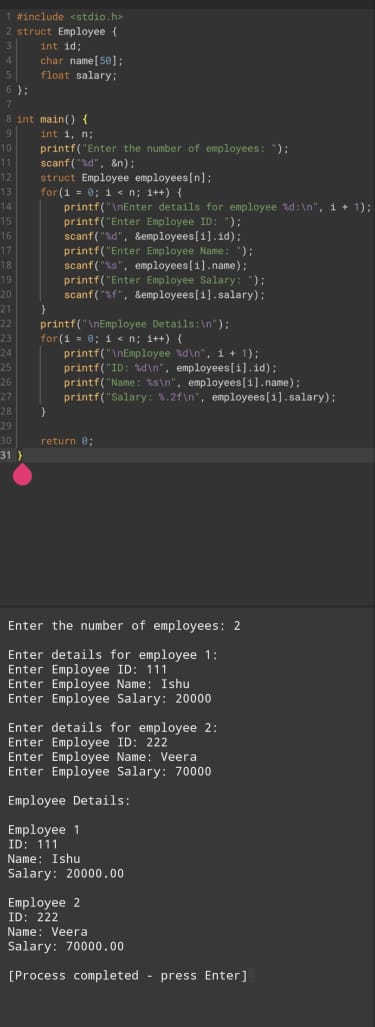 1 #include <stdio.h>
2 struct Employee {
3     int id;
4     char name[50];
5     float salary;
6 };
7
8 int main() {
9     int i, n;
10     printf("Enter the number of employees: ");
11     scanf("%d", &n);
12     struct Employee employees[n];
13     for(i = 0; i < n; i++) {
14         printf("\nEnter details for employee %d:\n", i + 1);
15         printf("Enter Employee ID: ");
16         scanf("%d", &employees[i].id);
17         printf("Enter Employee Name: ");
18         scanf("%s", employees[i].name);
19         printf("Enter Employee Salary: ");
20         scanf("%f", &employees[i].salary);
21     }
22     printf("\nEmployee Details:\n");
23     for(i = 0; i < n; i++) {
24         printf("\nEmployee %d\n", i + 1);
25         printf("ID: %d\n", employees[i].id);
26         printf("Name: %s\n", employees[i].name);
27         printf("Salary: %.2f\n", employees[i].salary);
28     }
29
30     return 0;
31 }
Enter the number of employees: 2

Enter details for employee 1:
Enter Employee ID: 111
Enter Employee Name: Ishu
Enter Employee Salary: 20000

Enter details for employee 2:
Enter Employee ID: 222
Enter Employee Name: Veera
Enter Employee Salary: 70000

Employee Details:

Employee 1
ID: 111
Name: Ishu
Salary: 20000.00

Employee 2
ID: 222
Name: Veera
Salary: 70000.00

[Process completed - press Enter]